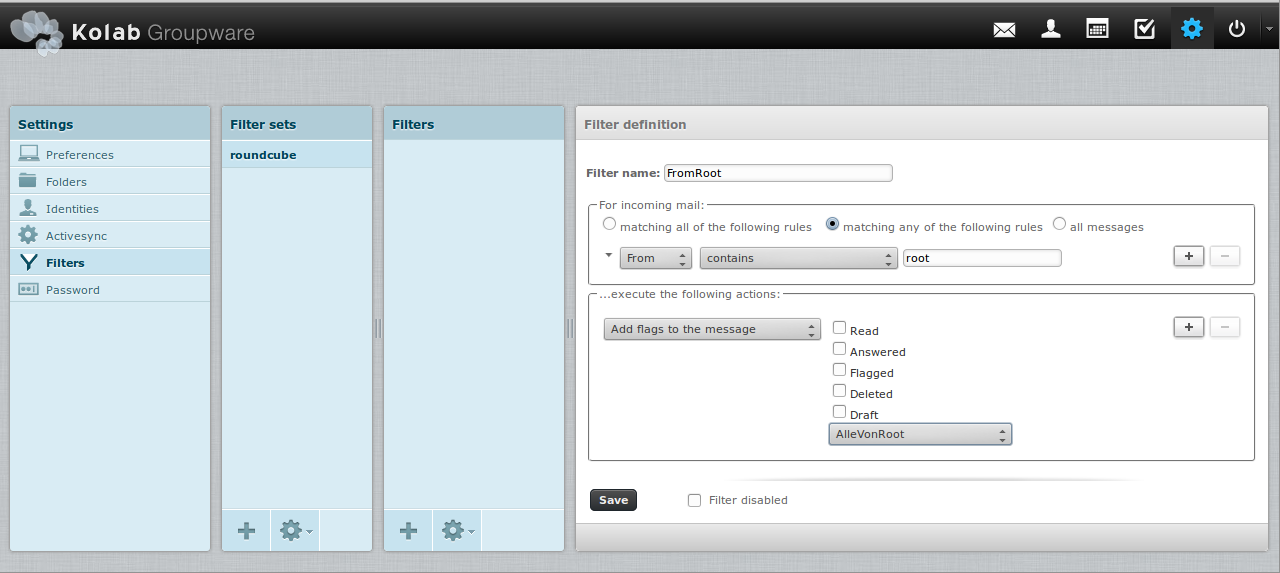 Kolab Groupware
Settings
Preferences
Folders
Identities
Activesync
Filters
Password
Filter sets
roundcube
Filters
Filter definition
Filter name: FromRoot
For incoming mail:
matching all of the following rules matching any of the following rules all messages
From contains root
...execute the following actions:
Add flags to the message
Read
Answered
Flagged
Deleted
Draft
AlleVonRoot
Save Filter disabled